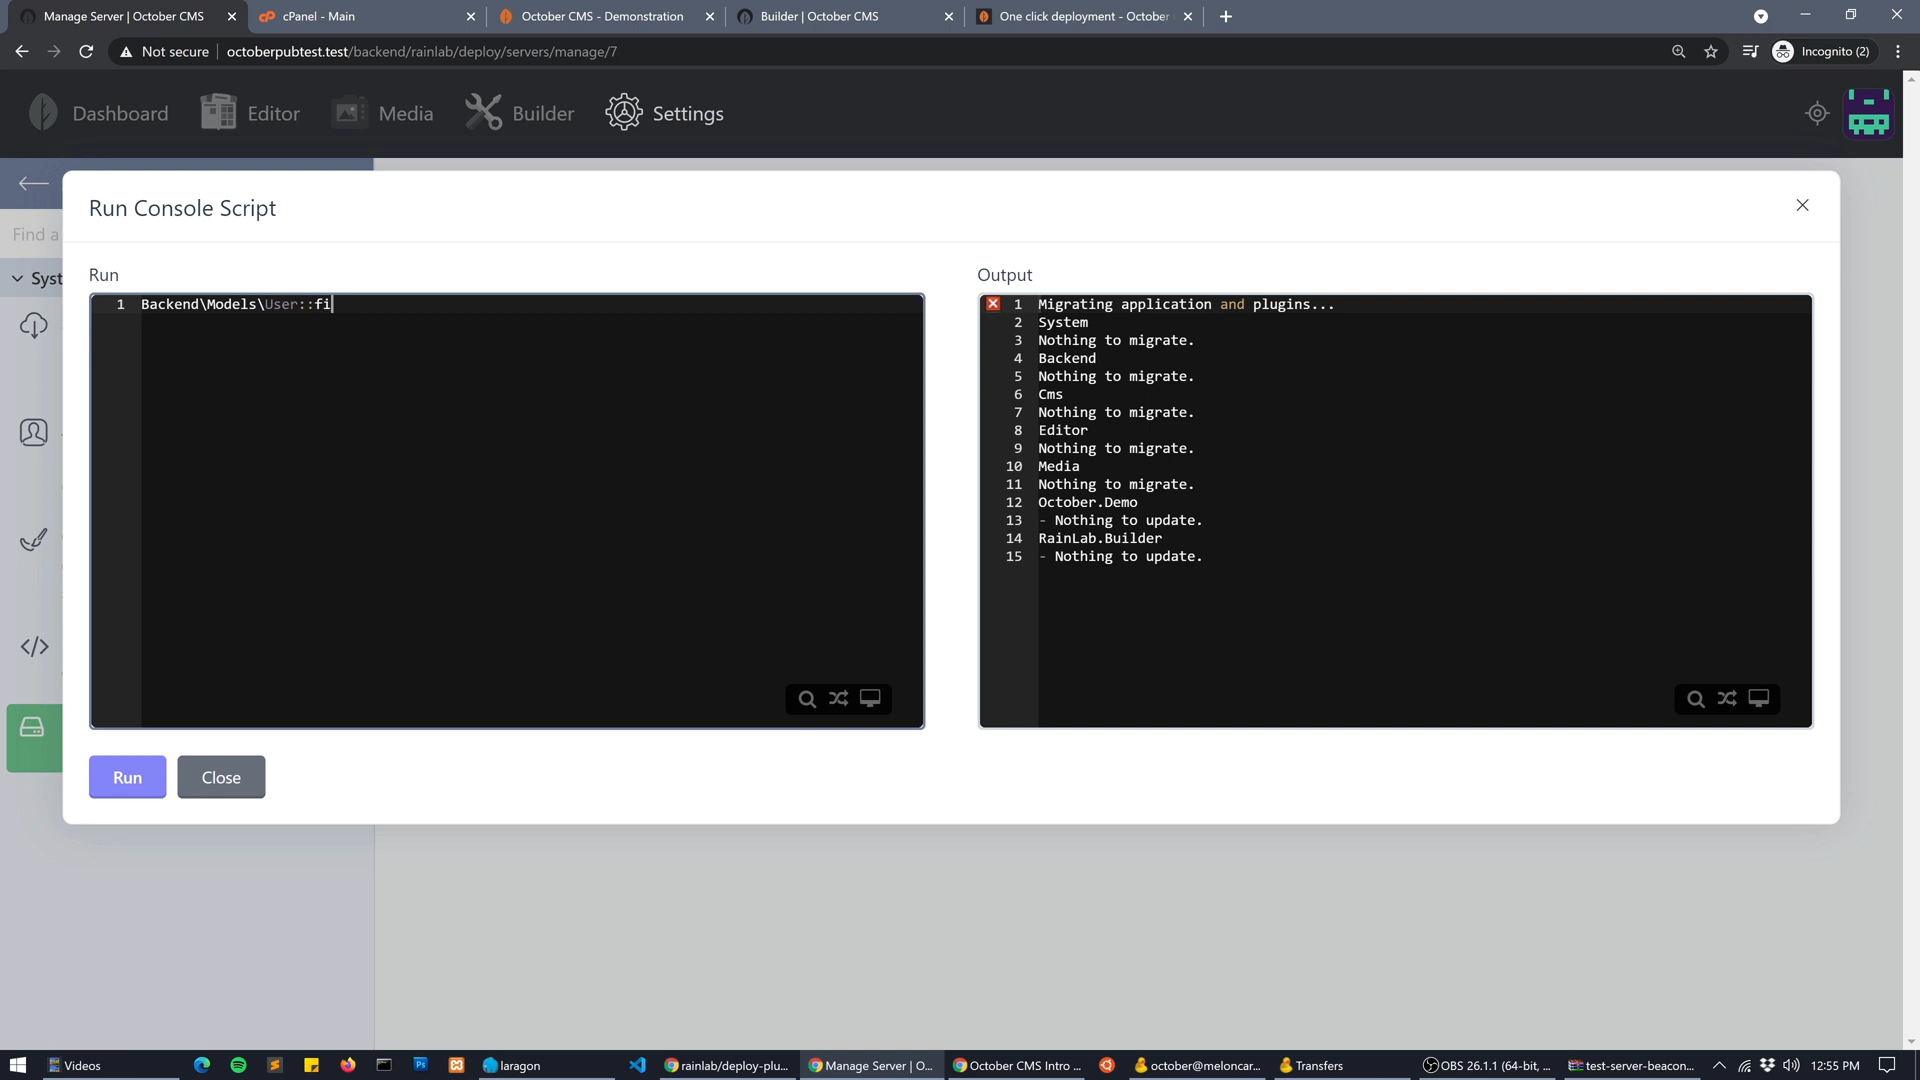 Manage Server | October CMS
cPanel - Main
October CMS - Demonstration
Builder | October CMS
One click deployment - October
Not secure
octoberpubtest.test/backend/rainlab/deploy/servers/manage/7
Incognito (2)
Dashboard
Editor
Media
Builder
Settings
Find a
Syst
Run Console Script
Run
1 Backend\Models\User::fi
Output
1 Migrating application and plugins...
2 System
3 Nothing to migrate.
4 Backend
5 Nothing to migrate.
6 Cms
7 Nothing to migrate.
8 Editor
9 Nothing to migrate.
10 Media
11 Nothing to migrate.
12 October.Demo
13 - Nothing to update.
14 RainLab.Builder
15 - Nothing to update.
Run
Close
Videos
Ps
laragon
rainlab/deploy-plu...
Manage Server | O...
October CMS Intro ...
october@meloncar...
Transfers
OBS 26.1.1 (64-bit, ...
test-server-beacon...
12:55 PM